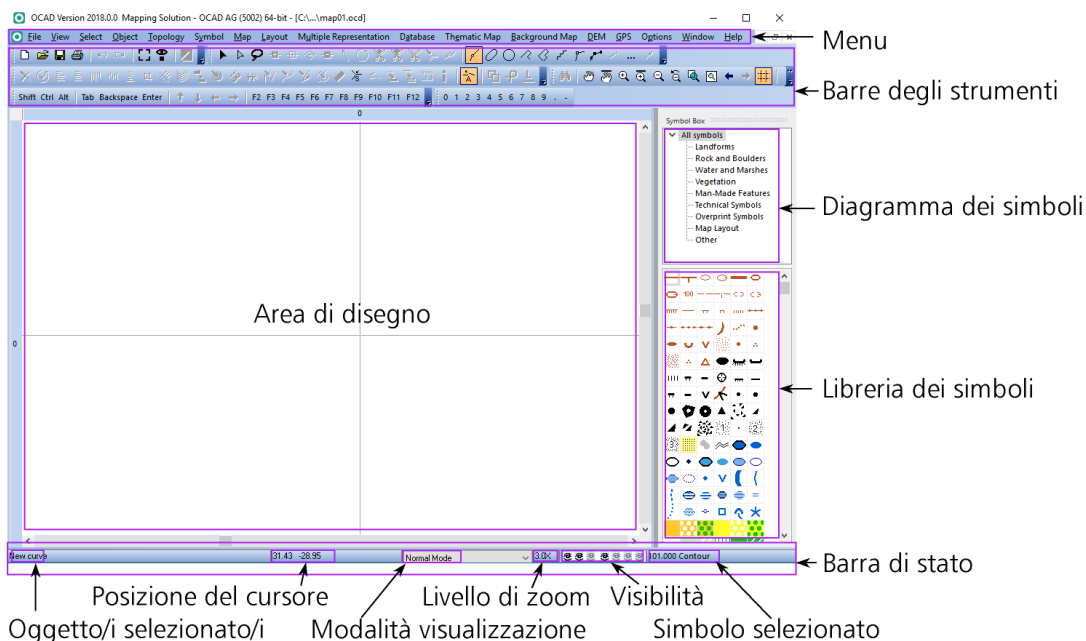 OCAD Version 2018.0.0 Mapping Solution - OCAD AG (5002) 64-bit - [C:\...\map01.ocd]
File View Select Object Topology Symbol Map Layout Multiple Representation Database Thematic Map Background Map DEM GPS Options Window Help
Menu
Barre degli strumenti
Shift Ctrl Alt Tab Backspace Enter F2 F3 F4 F5 F6 F7 F8 F9 F10 F11 F12 0 1 2 3 4 5 6 7 8 9 . -
0
Symbol Box
All symbols
Landforms
Rock and Boulders
Water and Marshes
Vegetation
Man-Made Features
Technical Symbols
Overprint Symbols
Map Layout
Other
Diagramma dei simboli
100
Area di disegno
0
Libreria dei simboli
1
2
3
New curve
31.43 -28.95
Normal Mode
3.0X
101.000 Contour
Barra di stato
Posizione del cursore
Livello di zoom
Visibilità
Oggetto/i selezionato/i
Modalità visualizzazione
Simbolo selezionato